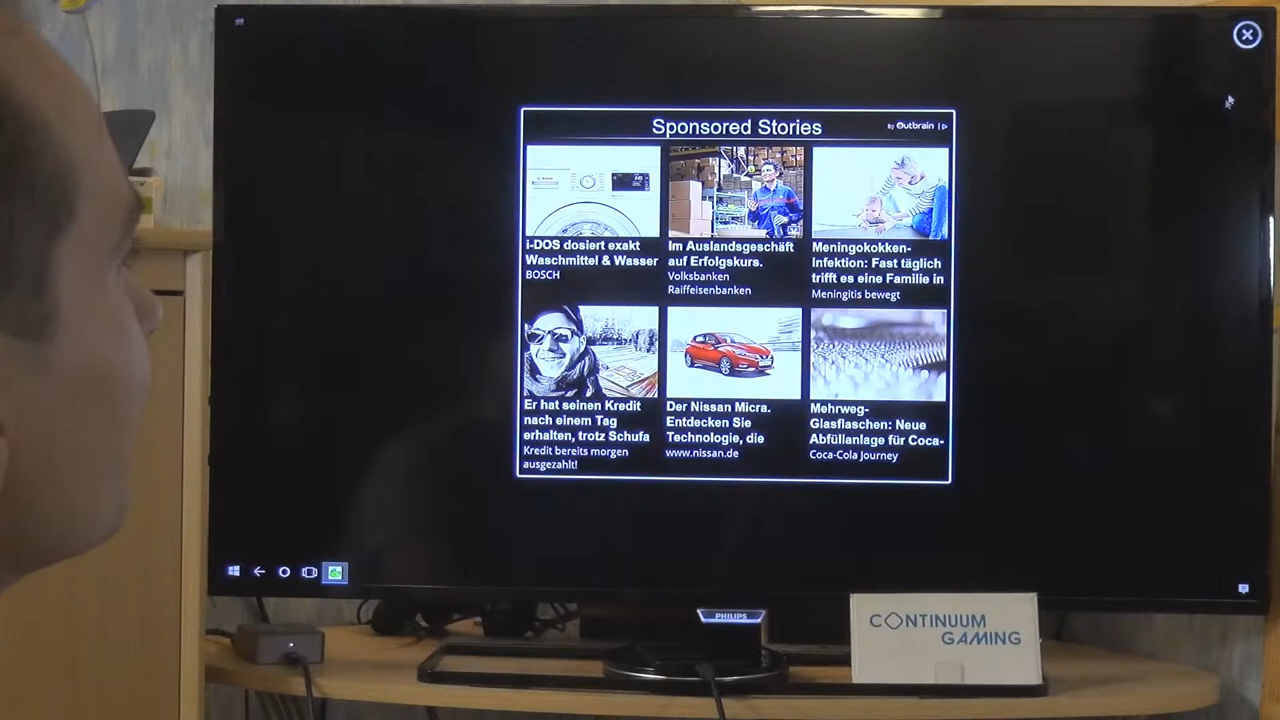 Sponsored Stories
by Outbrain
i-DOS dosiert exakt
Waschmittel & Wasser
BOSCH
Im Auslandsgeschäft
auf Erfolgskurs.
Volksbanken
Raiffeisenbanken
Meningokokken-
Infektion: Fast täglich
trifft es eine Familie in
Meningitis bewegt
Er hat seinen Kredit
nach einem Tag
erhalten, trotz Schufa
Kredit bereits morgen
ausgezahlt!
Der Nissan Micra.
Entdecken Sie
Technologie, die
www.nissan.de
Mehrweg-
Glasflaschen: Neue
Abfüllanlage für Coca-
Coca-Cola Journey
PHILIPS
CONTINUUM
GAMING